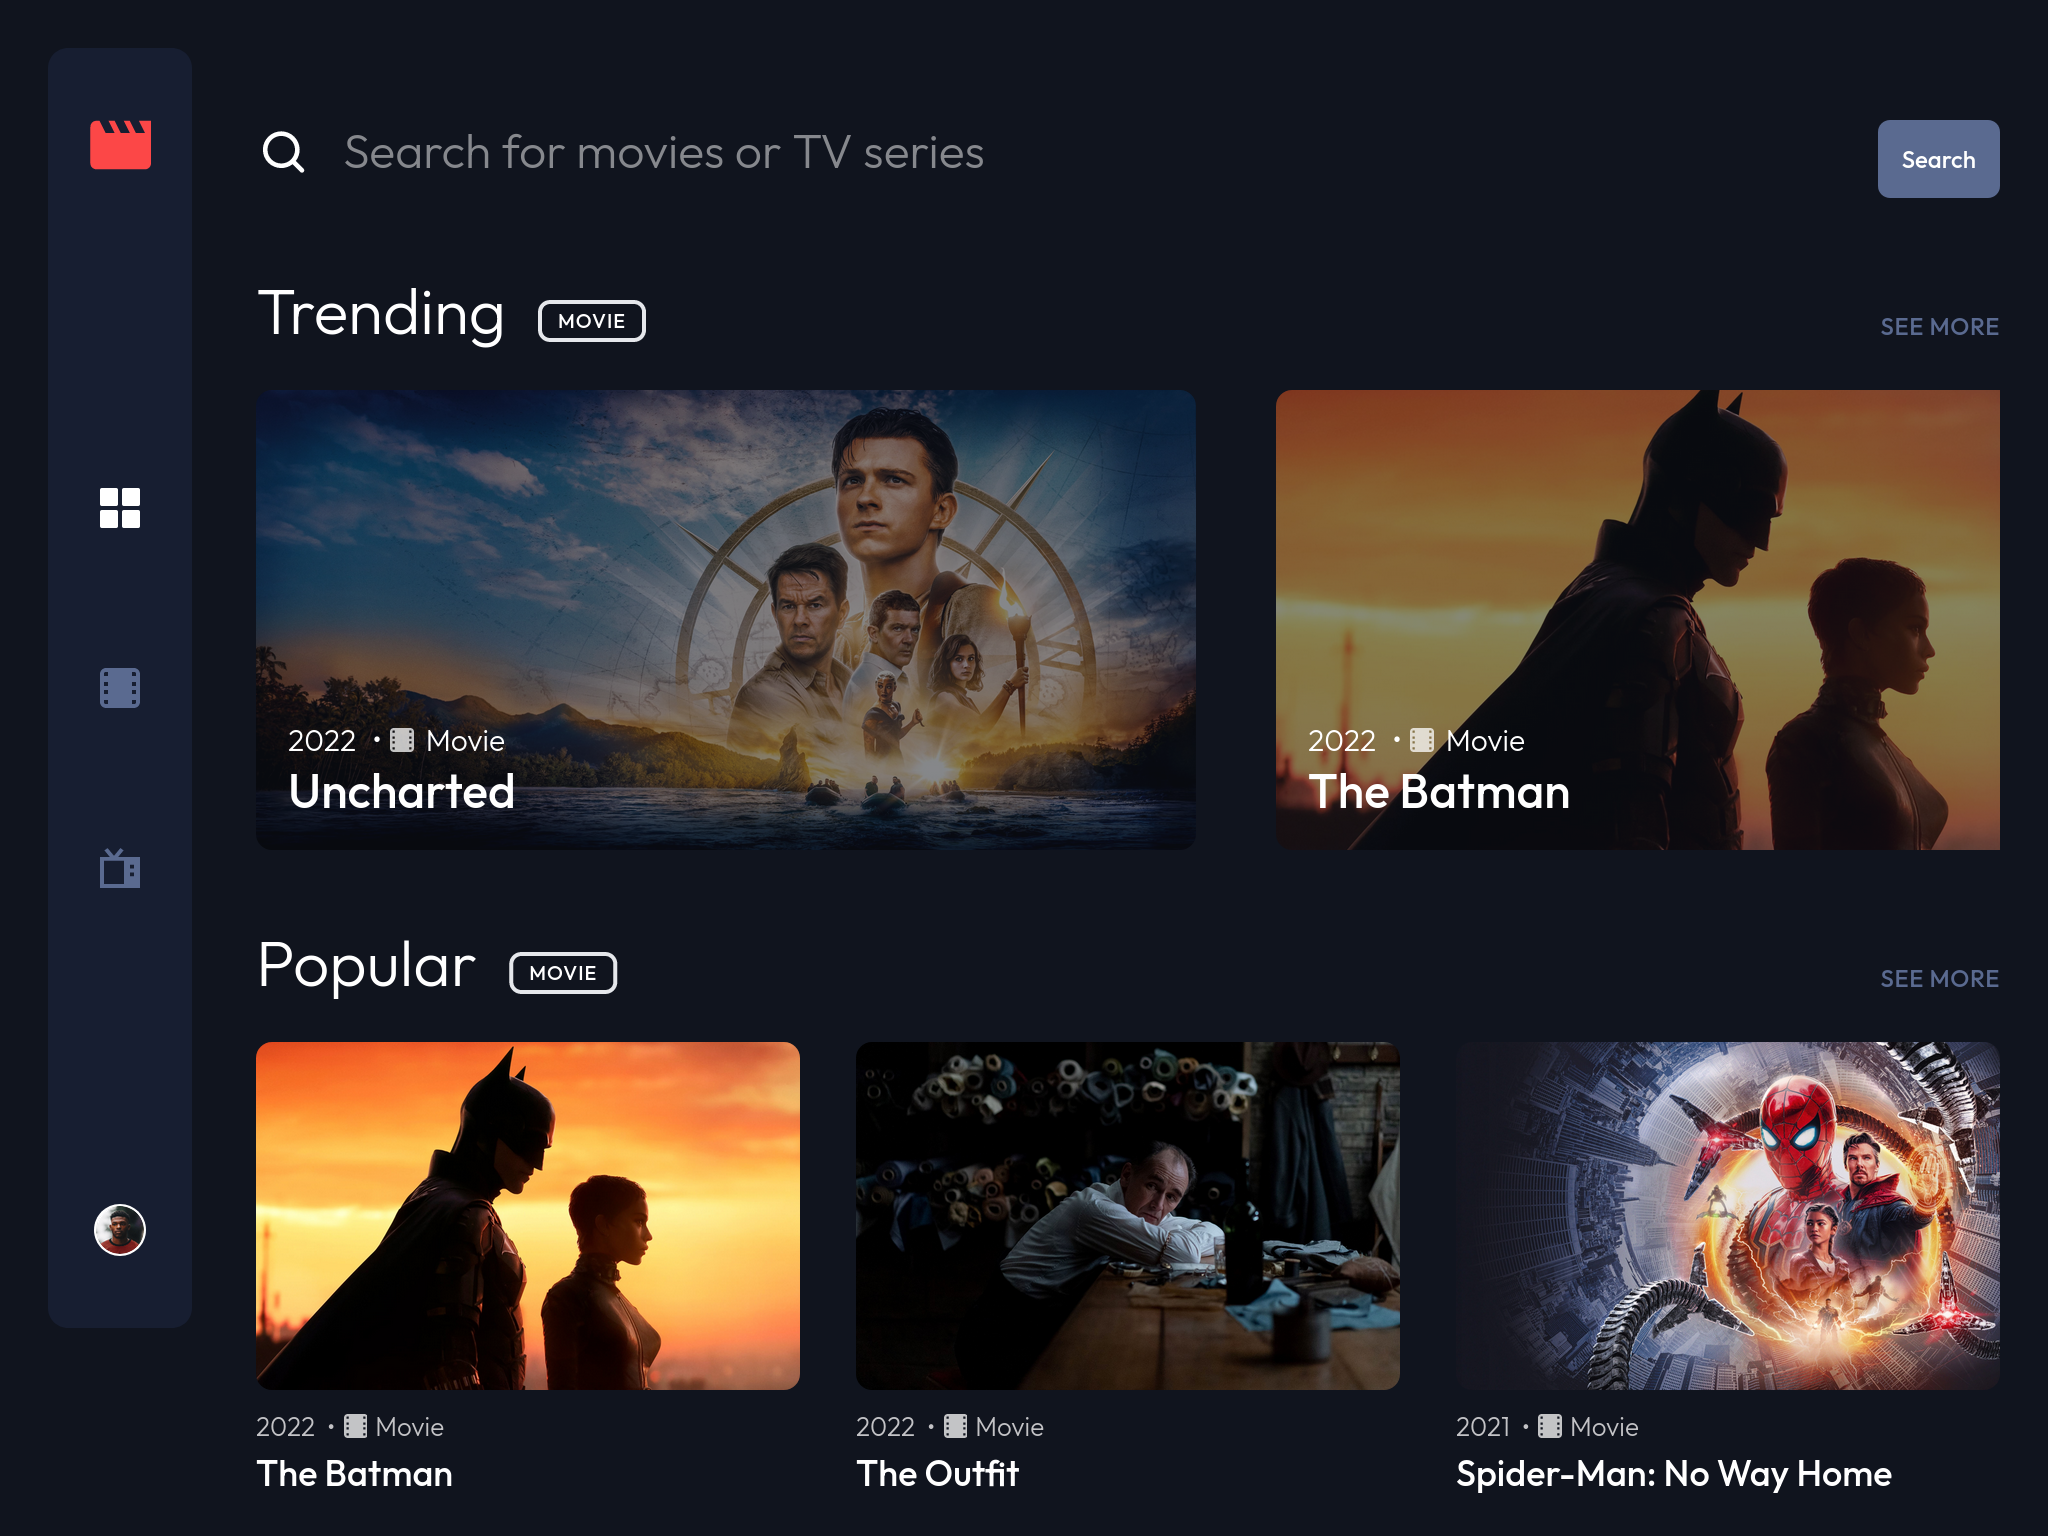 Search for movies or TV series
Search
Trending
MOVIE
SEE MORE
2022 • Movie
Uncharted
2022 • Movie
The Batman
Popular
MOVIE
SEE MORE
2022 • Movie
The Batman
2022 • Movie
The Outfit
2021 • Movie
Spider-Man: No Way Home